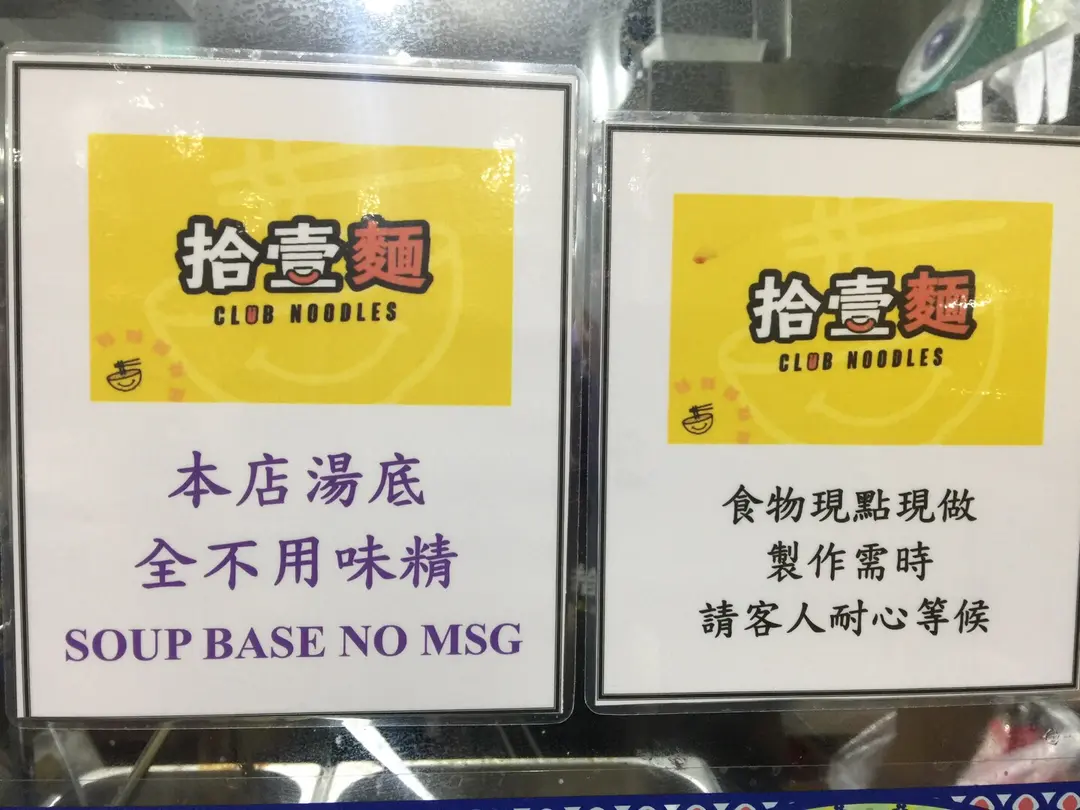 拾壹麵
CLUB NOODLES
本店湯底
全不用味精
SOUP BASE NO MSG
拾壹麵
CLUB NOODLES
食物現點現做
製作需時
請客人耐心等候